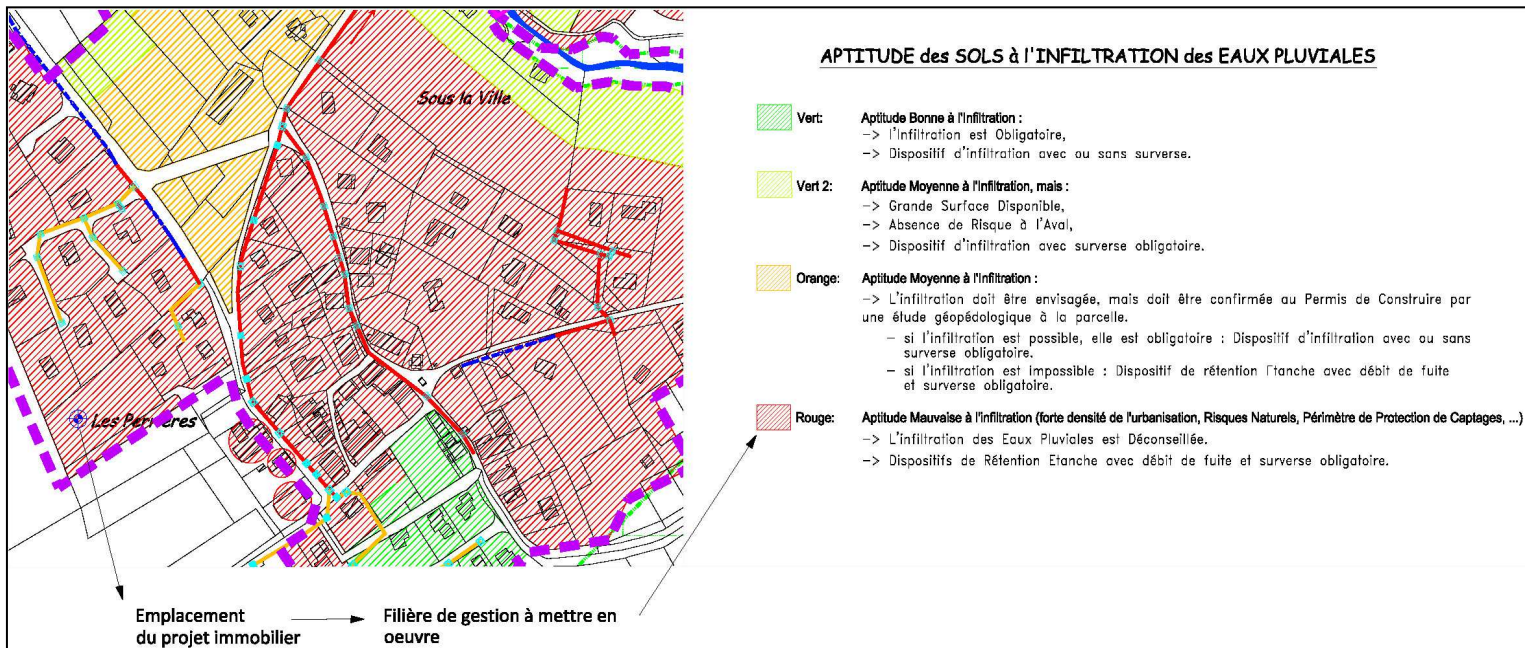 Sous la Ville
Les Perrières
Emplacement
du projet immobilier
Filière de gestion à mettre en
oeuvre
APTITUDE des SOLS à l'INFILTRATION des EAUX PLUVIALES
Vert: Aptitude Bonne à l'Infiltration :
-> l'Infiltration est Obligatoire,
-> Dispositif d'infiltration avec ou sans surverse.
Vert 2: Aptitude Moyenne à l'Infiltration, mais :
-> Grande Surface Disponible,
-> Absence de Risque à l'Aval,
-> Dispositif d'infiltration avec surverse obligatoire.
Orange: Aptitude Moyenne à l'Infiltration :
-> L'infiltration doit être envisagée, mais doit être confirmée au Permis de Construire par
une étude géopédologique à la parcelle.
- si l'infiltration est possible, elle est obligatoire : Dispositif d'infiltration avec ou sans
surverse obligatoire.
- si l'infiltration est impossible : Dispositif de rétention Etanche avec débit de fuite
et surverse obligatoire.
Rouge: Aptitude Mauvaise à l'infiltration (forte densité de l'urbanisation, Risques Naturels, Périmètre de Protection de Captages, ...)
-> L'infiltration des Eaux Pluviales est Déconseillée.
-> Dispositifs de Rétention Etanche avec débit de fuite et surverse obligatoire.